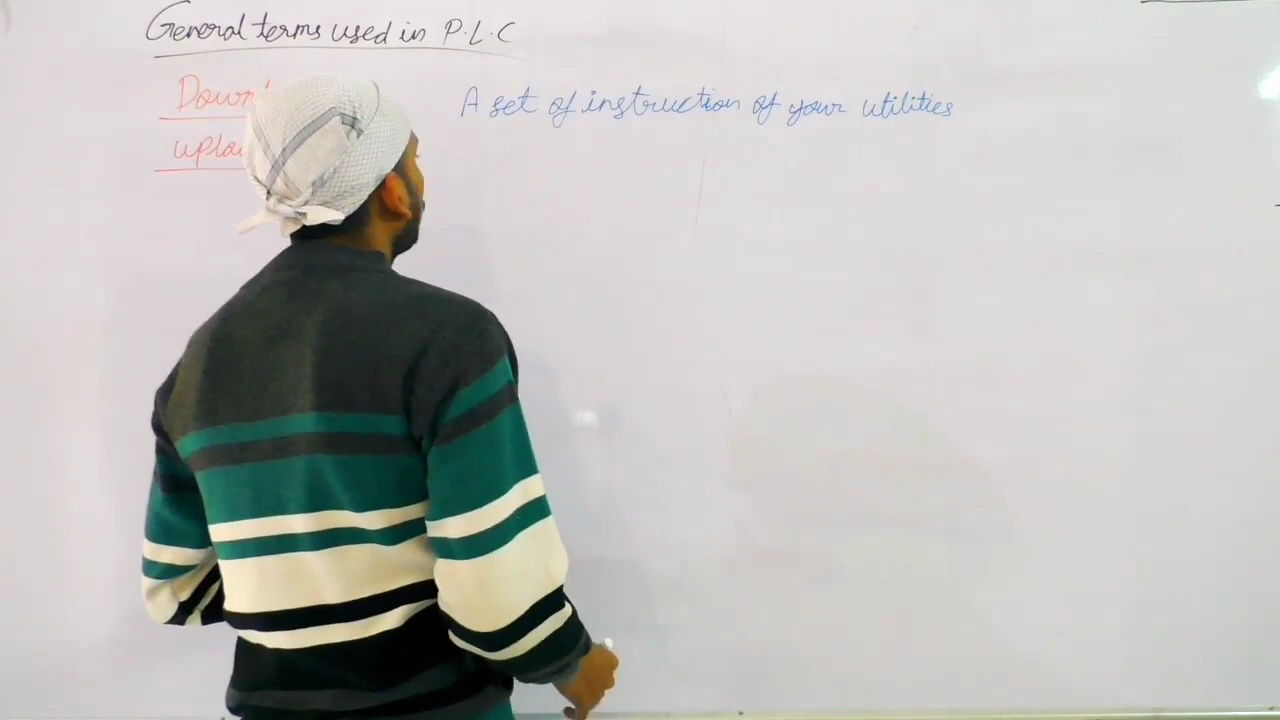 General terms used in P.L.C
A set of instruction of your utilities